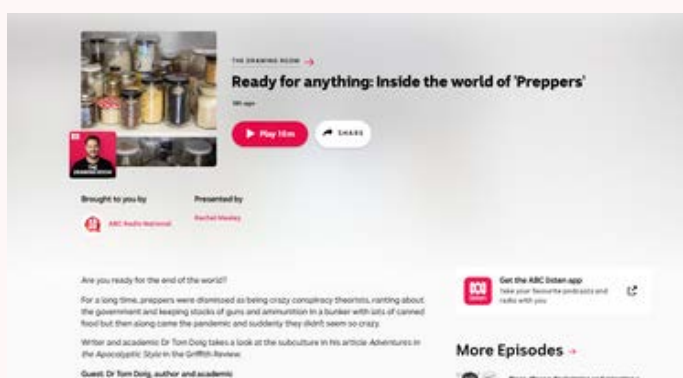 THE DRAWING ROOM
Ready for anything: Inside the world of 'Preppers'
SHARE
THE
DRAWING ROOM
Brought to you by
Presented by
ABC Radio National
Are you ready for the end of the world?
For a long time, preppers were dismissed as being crazy conspiracy theorists, ranting about
the government and keeping stocks of guns and ammunition in a bunker with lots of canned
food but then along came the pandemic and suddenly they didn't seem so crazy.
Writer and academic Dr Tom Doig takes a look at the subculture in his article Adventures in
the Apocalyptic Style in the Griffith Review.
Guest: Dr Tom Doig, author and academic
Get the ABC listen app
Take your favourite podcasts and
radio with you
More Episodes